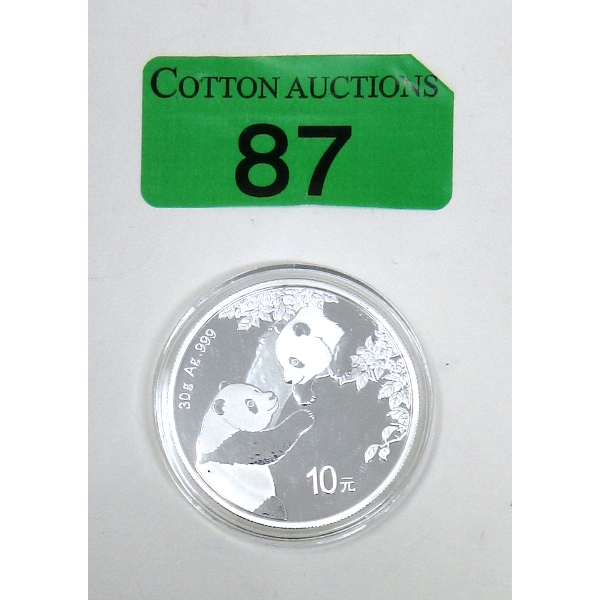 COTTON AUCTIONS
87
30g Ag .999
10元